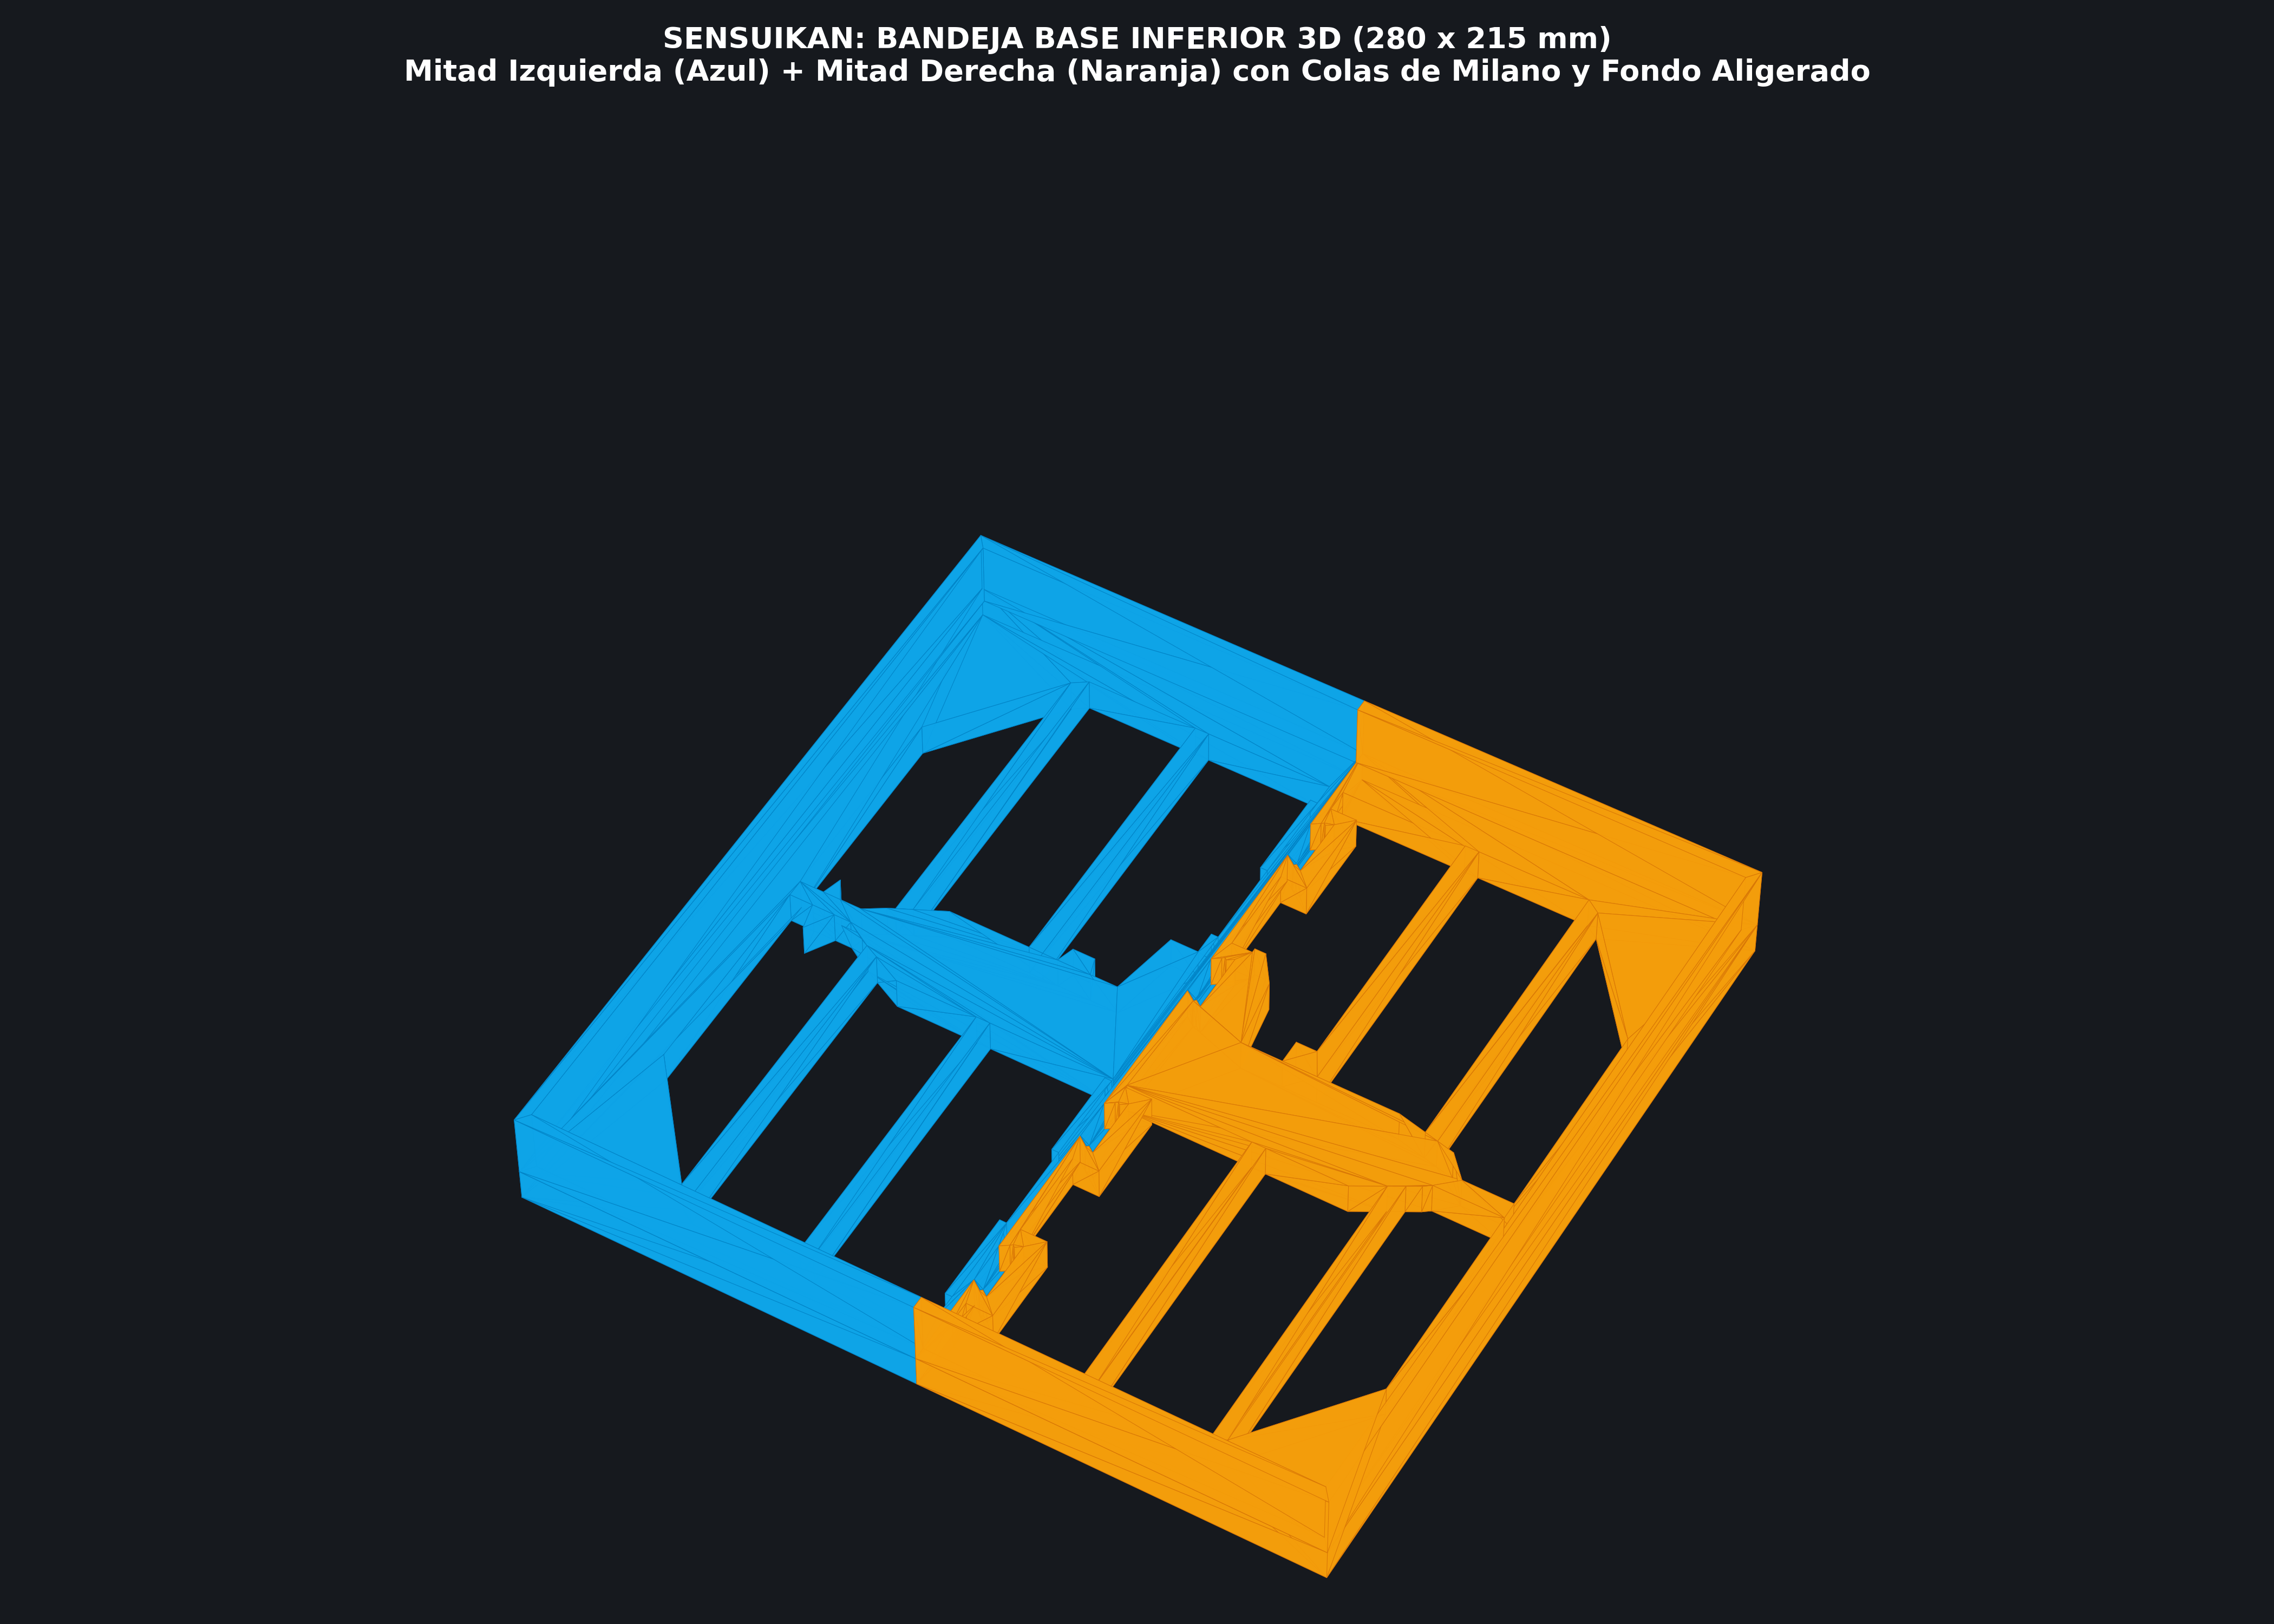 SENSUIKAN: BANDEJA BASE INFERIOR 3D (280 x 215 mm)
Mitad Izquierda (Azul) + Mitad Derecha (Naranja) con Colas de Milano y Fondo Aligerado